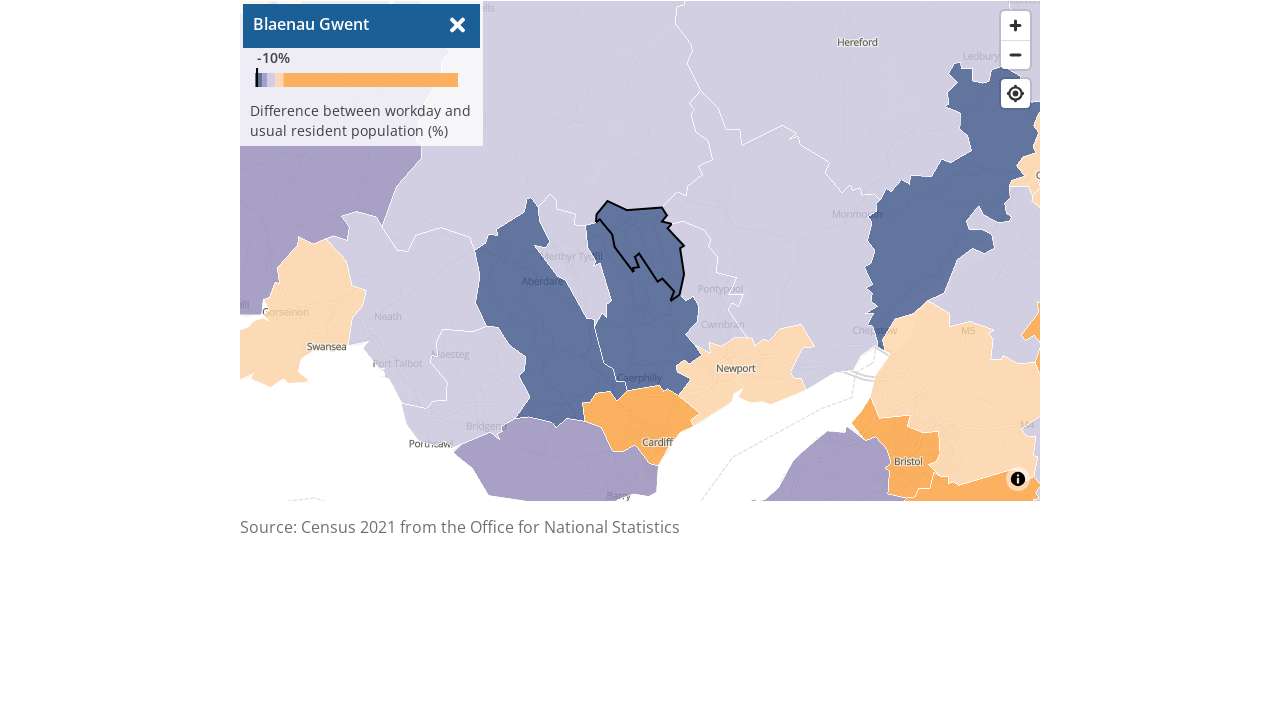 Blaenau Gwent
-10%
Difference between workday and
usual resident population (%)
Hereford
Ledbury
Monmouth
Merthyr Tydfil
Aberdare
Pontypool
Gorseinon
Neath
Cwmbran
Chepstow
M5
Swansea
Maesteg
Port Talbot
Newport
Caerphilly
Bridgend
M4
Porthcawl
Cardiff
Bristol
Barry
Source: Census 2021 from the Office for National Statistics